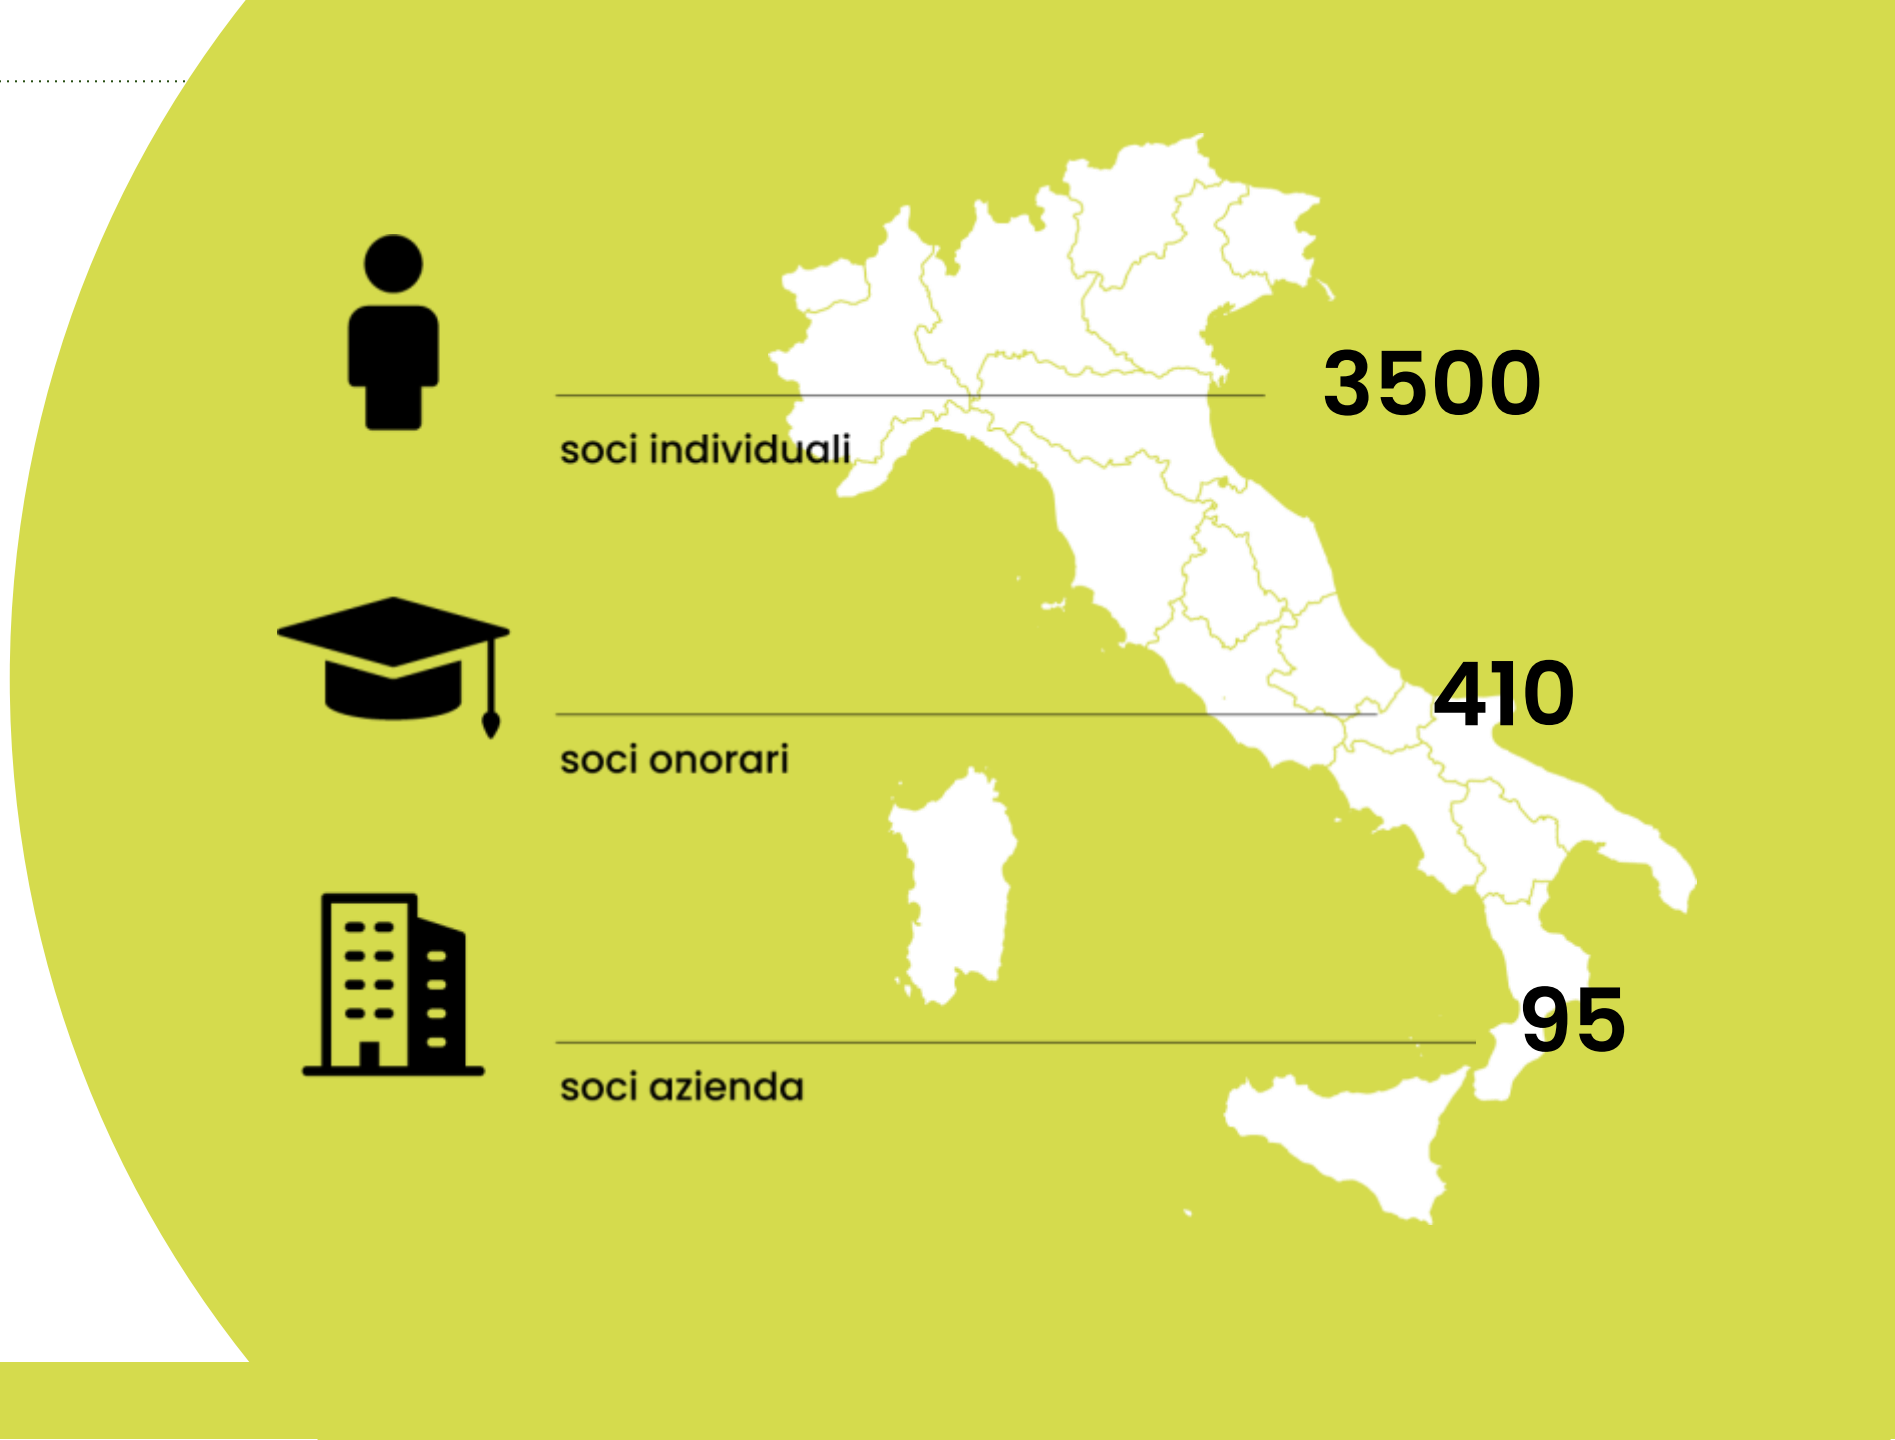 3500
soci individuali
410
soci onorari
95
soci azienda